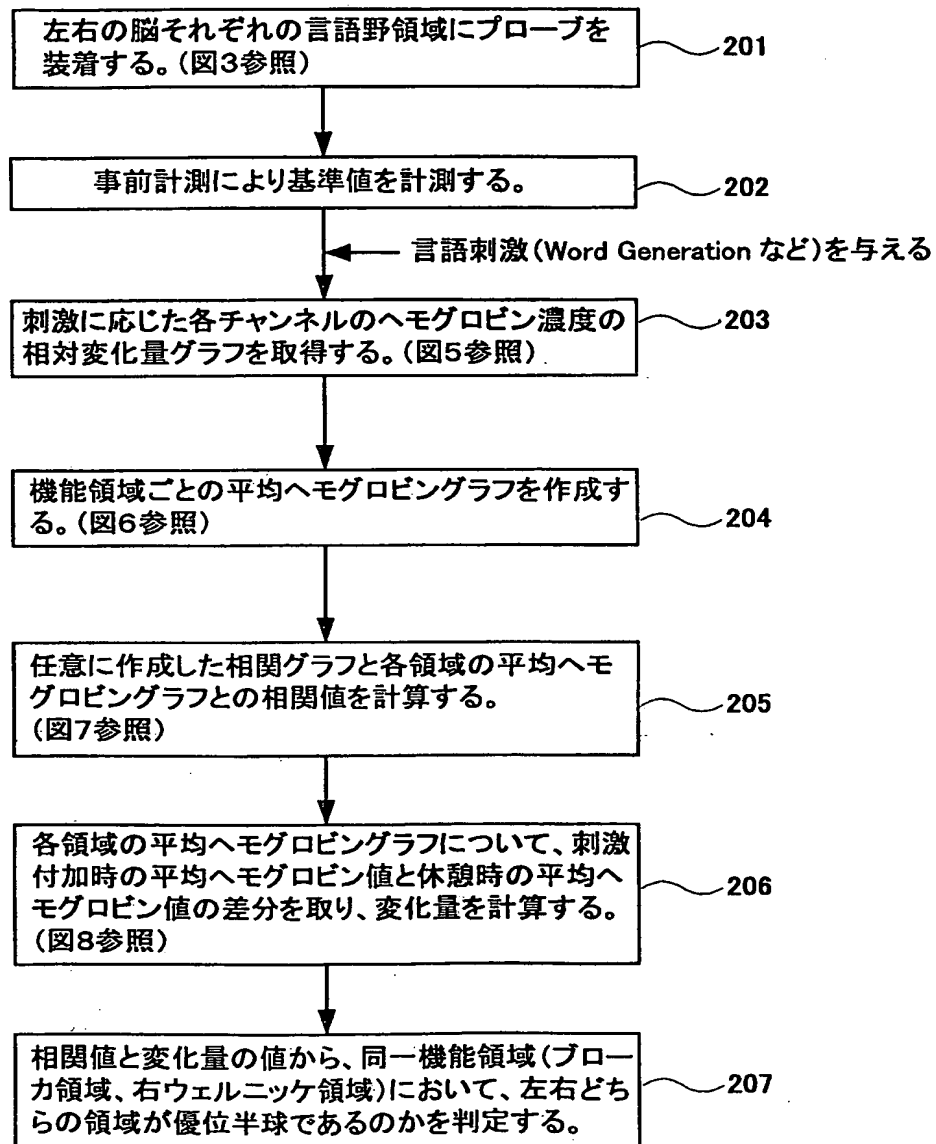 左右の脳それぞれの言語野領域にプローブを
装着する。(図3参照)
201
事前計測により基準値を計測する。
202
言語刺激(Word Generation など)を与える
刺激に応じた各チャンネルのヘモグロビン濃度の
相対変化量グラフを取得する。(図5参照)
203
機能領域ごとの平均ヘモグロビングラフを作成す
る。(図6参照)
204
任意に作成した相関グラフと各領域の平均ヘモ
グロビングラフとの相関値を計算する。
(図7参照)
205
各領域の平均ヘモグロビングラフについて、刺激
付加時の平均ヘモグロビン値と休憩時の平均ヘ
モグロビン値の差分を取り、変化量を計算する。
(図8参照)
206
相関値と変化量の値から、同一機能領域(ブロー
カ領域、右ウェルニッケ領域)において、左右どち
らの領域が優位半球であるのかを判定する。
207